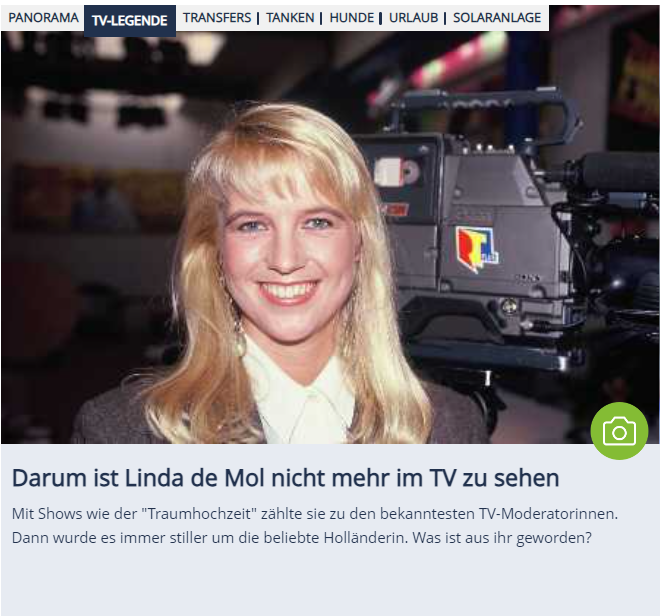 PANORAMA TV-LEGENDE TRANSFERS | TANKEN | HUNDE | URLAUB | SOLARANLAGE
Darum ist Linda de Mol nicht mehr im TV zu sehen
Mit Shows wie der "Traumhochzeit" zählte sie zu den bekanntesten TV-Moderatorinnen.
Dann wurde es immer stiller um die beliebte Holländerin. Was ist aus ihr geworden?